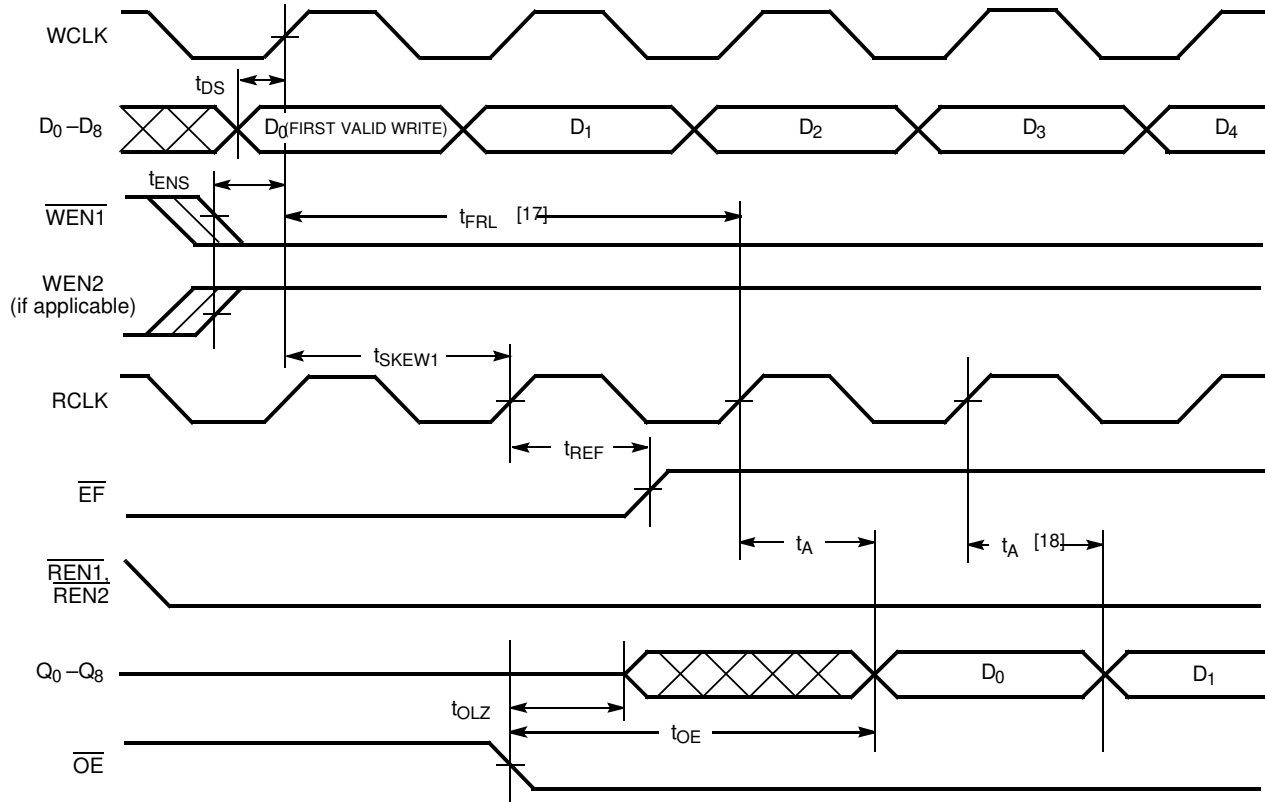 WCLK
tDS
D0 –D8
D0(FIRST VALID WRITE)
D1
D2
D3
D4
tENS
WEN1
tFRL [17]
WEN2
(if applicable)
tSKEW1
RCLK
tREF
EF
tA
tA [18]
REN1,
REN2
Q0 –Q8
D0
D1
tOLZ
tOE
OE